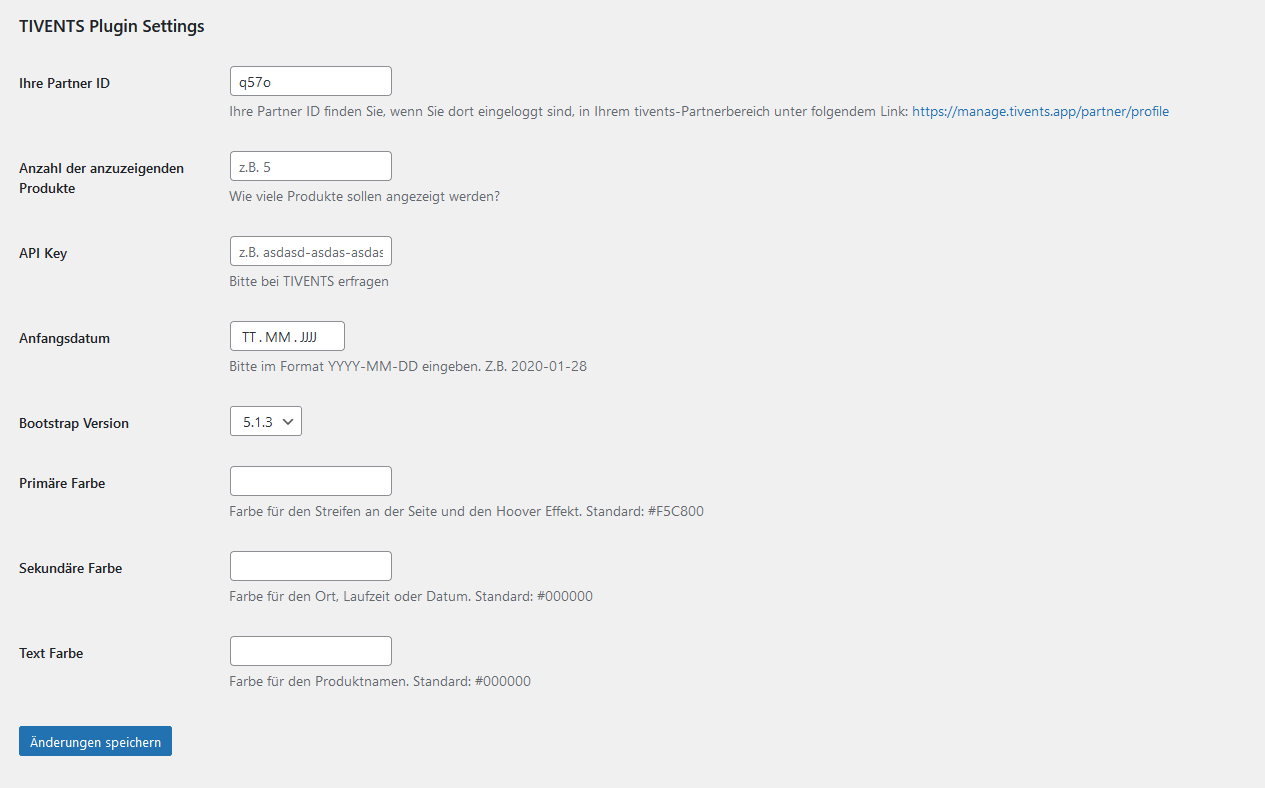 TIVENTS Plugin Settings
Ihre Partner ID
q57o
Ihre Partner ID finden Sie, wenn Sie dort eingeloggt sind, in Ihrem tivents-Partnerbereich unter folgendem Link: https://manage.tivents.app/partner/profile
Anzahl der anzuzeigenden
Produkte
z.B. 5
Wie viele Produkte sollen angezeigt werden?
API Key
z.B. asdasd-asdas-asdas
Bitte bei TIVENTS erfragen
Anfangsdatum
TT.MM.JJJJ
Bitte im Format YYYY-MM-DD eingeben. Z.B. 2020-01-28
Bootstrap Version
5.1.3
Primäre Farbe
Farbe für den Streifen an der Seite und den Hoover Effekt. Standard: #F5C800
Sekundäre Farbe
Farbe für den Ort, Laufzeit oder Datum. Standard: #000000
Text Farbe
Farbe für den Produktnamen. Standard: #000000
Änderungen speichern